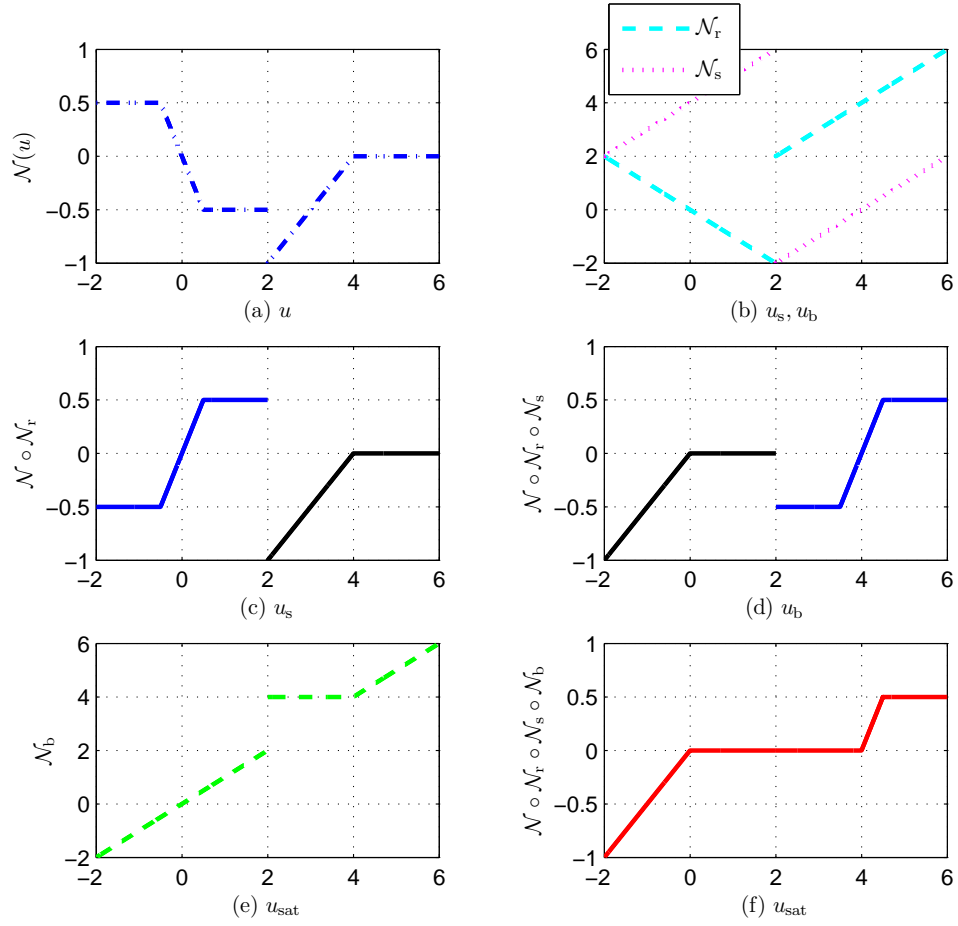 1
0.5
0
−0.5
−1
−2 0 2 4 6
𝒩(u)
(a) u
6
4
2
0
−2
−2 0 2 4 6
𝒩r
𝒩s
(b) us, ub
1
0.5
0
−0.5
−1
−2 0 2 4 6
𝒩 ∘ 𝒩r
(c) us
1
0.5
0
−0.5
−1
−2 0 2 4 6
𝒩 ∘ 𝒩r ∘ 𝒩s
(d) ub
6
4
2
0
−2
−2 0 2 4 6
𝒩b
(e) usat
1
0.5
0
−0.5
−1
−2 0 2 4 6
𝒩 ∘ 𝒩r ∘ 𝒩s ∘ 𝒩b
(f) usat